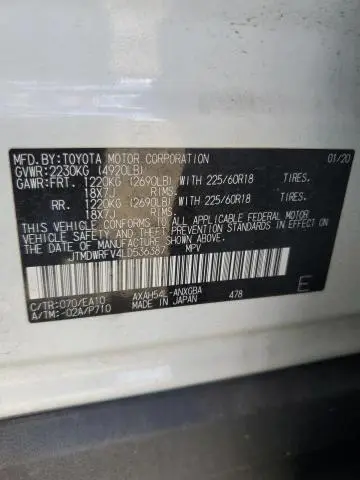 MFD.BY:TOYOTA MOTOR CORPORATION 01/20
GVWR:2230KG (4920LB)
GAWR:FRT. 1220KG (2690LB) WITH 225/60R18 TIRES.
18X7J RIMS.
RR. 1220KG (2690LB) WITH 225/60R18 TIRES.
18X7J RIMS.
THIS VEHICLE CONFORMS TO ALL APPLICABLE FEDERAL MOTOR
VEHICLE SAFETY AND THEFT PREVENTION STANDARDS IN EFFECT
ON THE DATE OF MANUFACTURE SHOWN ABOVE.
JTMDWRFV4LD536387 MPV
C/TR:070/EA10 AXAH54L-ANXGBA 478 E
A/TM:-02A/P710 MADE IN JAPAN